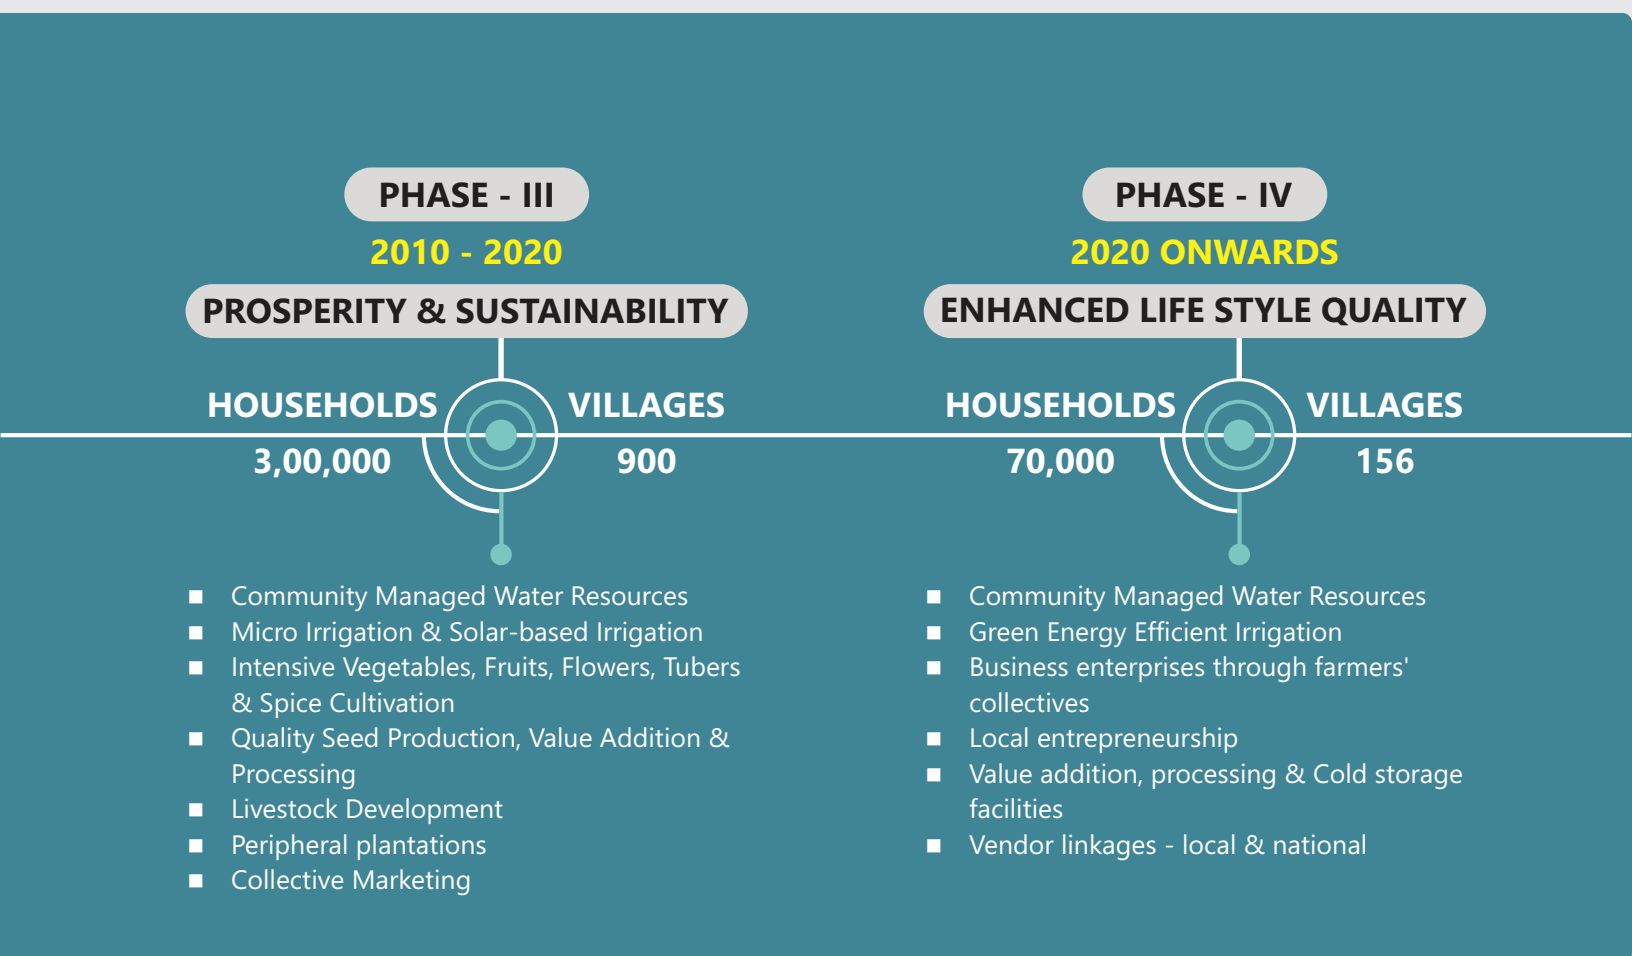 PHASE - III
2010 - 2020
PROSPERITY & SUSTAINABILITY
HOUSEHOLDS
3,00,000
VILLAGES
900
■ Community Managed Water Resources
■ Micro Irrigation & Solar-based Irrigation
■ Intensive Vegetables, Fruits, Flowers, Tubers
& Spice Cultivation
■ Quality Seed Production, Value Addition &
Processing
■ Livestock Development
■ Peripheral plantations
■ Collective Marketing
PHASE - IV
2020 ONWARDS
ENHANCED LIFE STYLE QUALITY
HOUSEHOLDS
70,000
VILLAGES
156
■ Community Managed Water Resources
■ Green Energy Efficient Irrigation
■ Business enterprises through farmers'
collectives
■ Local entrepreneurship
■ Value addition, processing & Cold storage
facilities
■ Vendor linkages - local & national